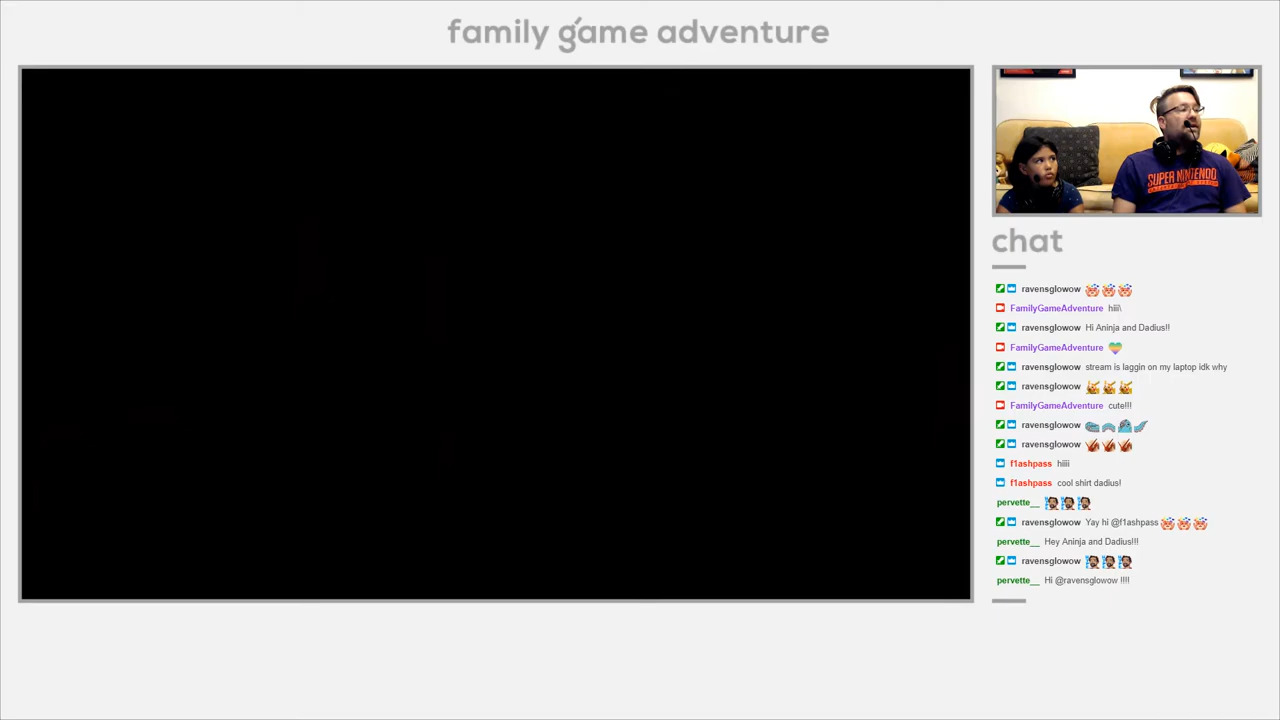 family game adventure
SUPER NINTENDO
chat
ravensglowow
FamilyGameAdventure hiii\
ravensglowow Hi Aninja and Dadius!!
FamilyGameAdventure
ravensglowow stream is laggin on my laptop idk why
ravensglowow
FamilyGameAdventure cute!!!
ravensglowow
ravensglowow
f1ashpass hiiii
f1ashpass cool shirt dadius!
pervette__
ravensglowow Yay hi @f1ashpass
pervette__ Hey Aninja and Dadius!!!
ravensglowow
pervette__ Hi @ravensglowow !!!!